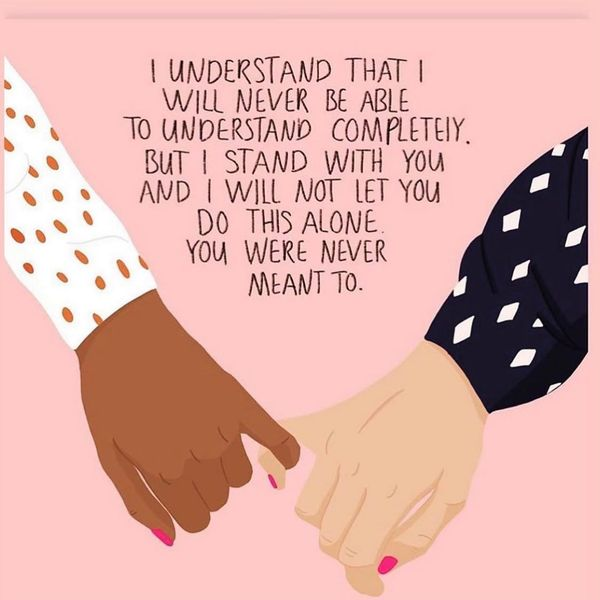 I UNDERSTAND THAT I
WILL NEVER BE ABLE
TO UNDERSTAND COMPLETELY.
BUT I STAND WITH YOU
AND I WILL NOT LET YOU
DO THIS ALONE.
YOU WERE NEVER
MEANT TO.